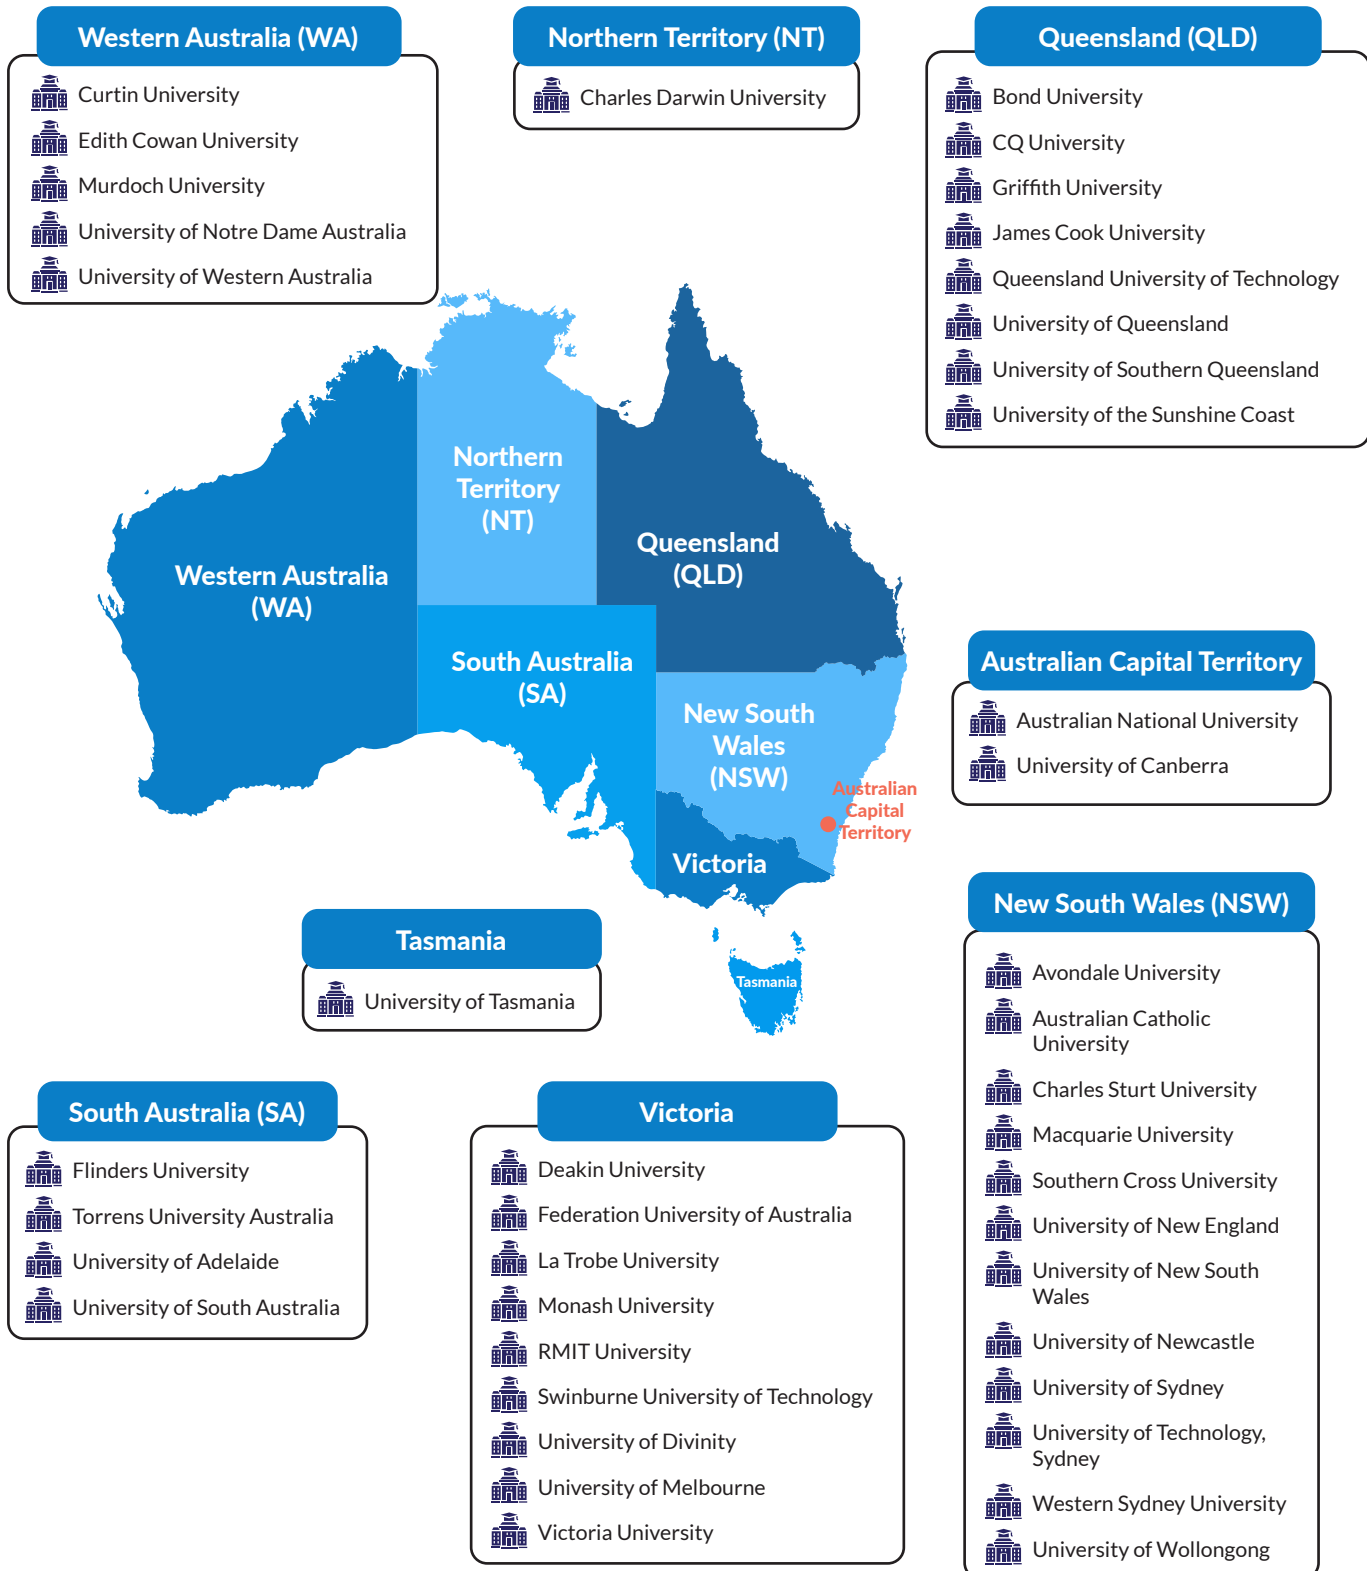 Western Australia (WA)
Curtin University
Edith Cowan University
Murdoch University
University of Notre Dame Australia
University of Western Australia
Northern Territory (NT)
Charles Darwin University
Queensland (QLD)
Bond University
CQ University
Griffith University
James Cook University
Queensland University of Technology
University of Queensland
University of Southern Queensland
University of the Sunshine Coast
Northern
Territory
(NT)
Queensland
(QLD)
Western Australia
(WA)
South Australia
(SA)
New South
Wales
(NSW)
Australian
Capital
Territory
Victoria
Tasmania
Australian Capital Territory
Australian National University
University of Canberra
Tasmania
University of Tasmania
New South Wales (NSW)
Avondale University
Australian Catholic
University
Charles Sturt University
Macquarie University
Southern Cross University
University of New England
University of New South
Wales
University of Newcastle
University of Sydney
University of Technology,
Sydney
Western Sydney University
University of Wollongong
South Australia (SA)
Flinders University
Torrens University Australia
University of Adelaide
University of South Australia
Victoria
Deakin University
Federation University of Australia
La Trobe University
Monash University
RMIT University
Swinburne University of Technology
University of Divinity
University of Melbourne
Victoria University